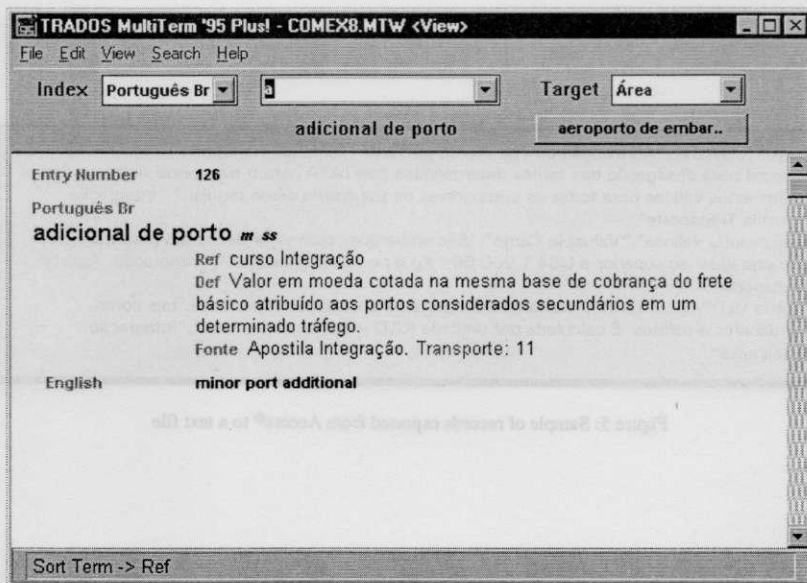 TRADOS MultiTerm '95 Plus! - COMEX8.MTW <View>
File Edit View Search Help
Index Português Br a Target Área
adicional de porto aeroporto de embar..
Entry Number 126
Português Br
adicional de porto m ss
Ref curso Integração
Def Valor em moeda cotada na mesma base de cobrança do frete
básico atribuído aos portos considerados secundários em um
determinado tráfego.
Fonte Apostila Integração. Transporte: 11
English minor port additional
Figure 5: Sample of records exported from Access® to a text file
Sort Term -> Ref